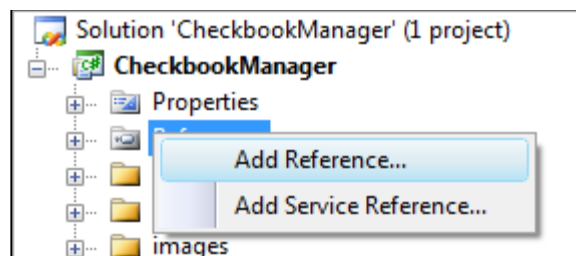 Solution 'CheckbookManager' (1 project)
CheckbookManager
Properties
Add Reference...
Add Service Reference...
images